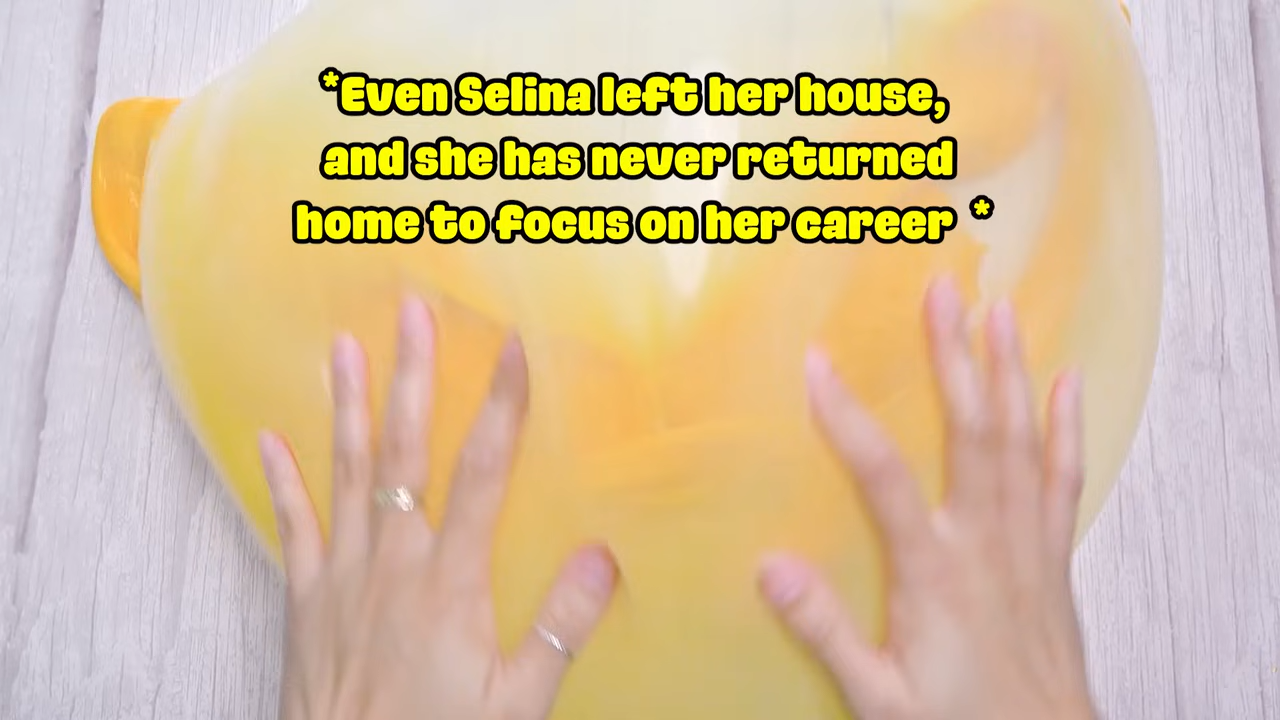 *Even Selina left her house,
and she has never returned
home to focus on her career *